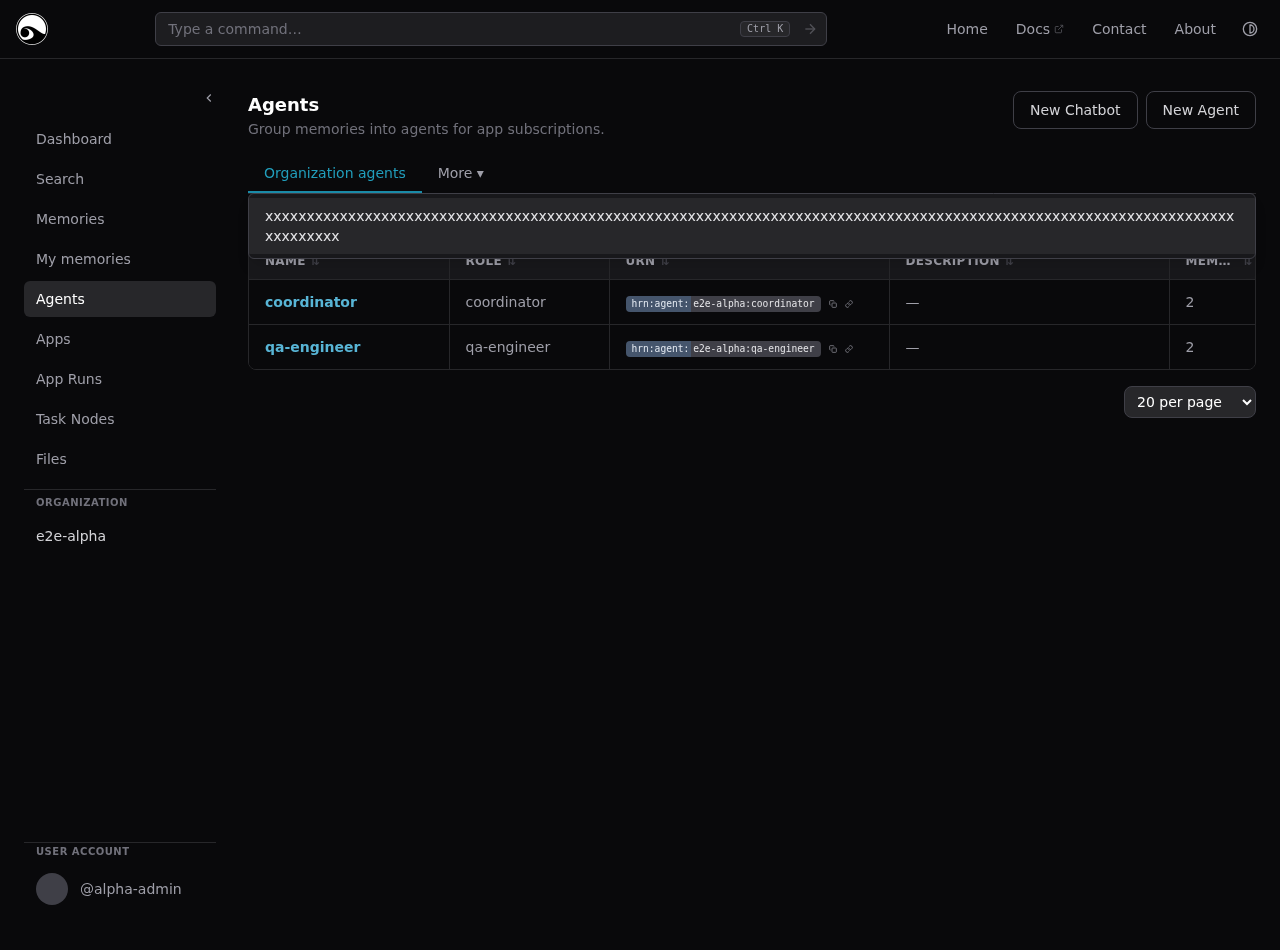 Type a command...
Ctrl K
Home
Docs
Contact
About
Dashboard
Search
Memories
My memories
Agents
Apps
App Runs
Task Nodes
Files
ORGANIZATION
e2e-alpha
USER ACCOUNT
@alpha-admin
Agents
Group memories into agents for app subscriptions.
New Chatbot
New Agent
Organization agents
More ▾
NAME
ROLE
URN
DESCRIPTION
MEM...
coordinator
coordinator
hrn:agent:e2e-alpha:coordinator
—
2
qa-engineer
qa-engineer
hrn:agent:e2e-alpha:qa-engineer
—
2
20 per page